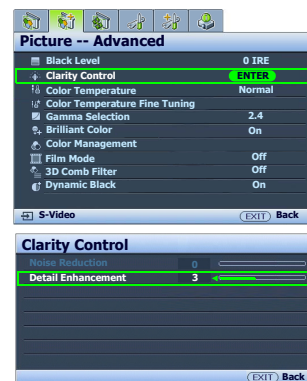 Picture -- Advanced
Black Level 0 IRE
Clarity Control ENTER
Color Temperature Normal
Color Temperature Fine Tuning
Gamma Selection 2.4
Brilliant Color On
Color Management
Film Mode Off
3D Comb Filter Off
Dynamic Black On
S-Video EXIT Back
Clarity Control
Noise Reduction 0
Detail Enhancement 3
EXIT Back